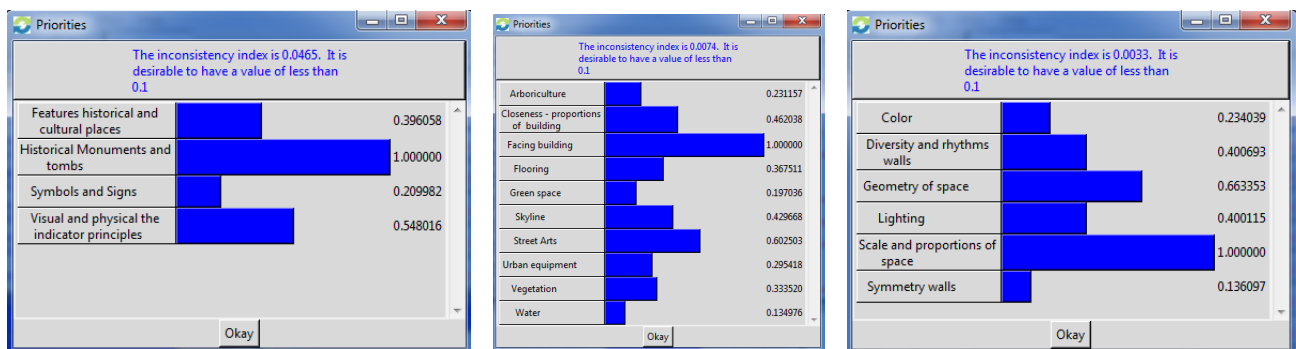 Priorities
The inconsistency index is 0.0465. It is
desirable to have a value of less than
0.1
Features historical and
cultural places
0.396058
Historical Monuments and
tombs
1.000000
Symbols and Signs
0.209982
Visual and physical the
indicator principles
0.548016
Okay
Priorities
The inconsistency index is 0.0074. It is
desirable to have a value of less than
0.1
Arboriculture
0.231157
Closeness - proportions
of building
0.462038
Facing building
1.000000
Flooring
0.367511
Green space
0.197036
Skyline
0.429668
Street Arts
0.602503
Urban equipment
0.295418
Vegetation
0.333520
Water
0.134976
Okay
Priorities
The inconsistency index is 0.0033. It is
desirable to have a value of less than
0.1
Color
0.234039
Diversity and rhythms
walls
0.400693
Geometry of space
0.663353
Lighting
0.400115
Scale and proportions of
space
1.000000
Symmetry walls
0.136097
Okay